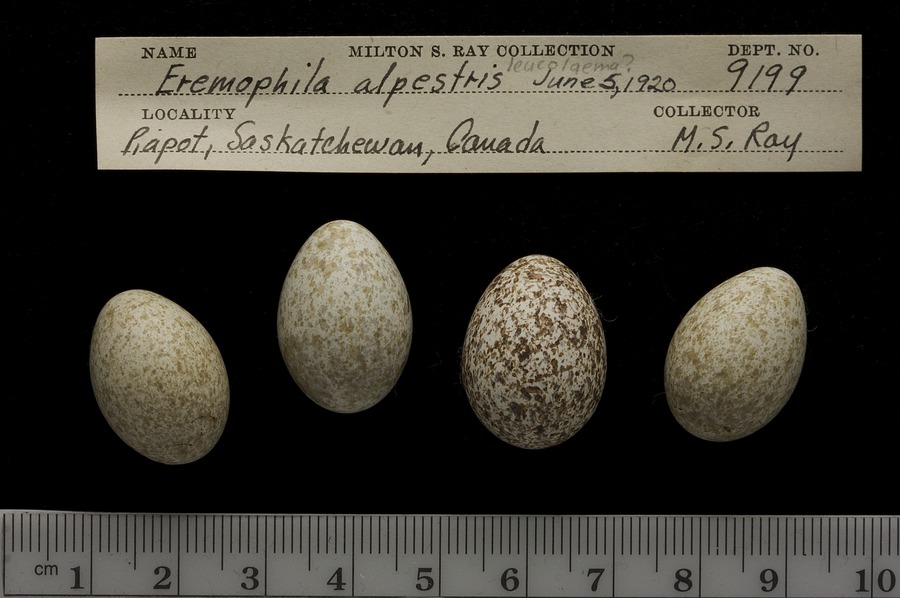 NAME MILTON S. RAY COLLECTION DEPT. NO.
Eremophila alpestris leucolaema? June 5, 1920 9199
LOCALITY COLLECTOR
Piapot, Saskatchewan, Canada M. S. Ray
cm 1 2 3 4 5 6 7 8 9 10